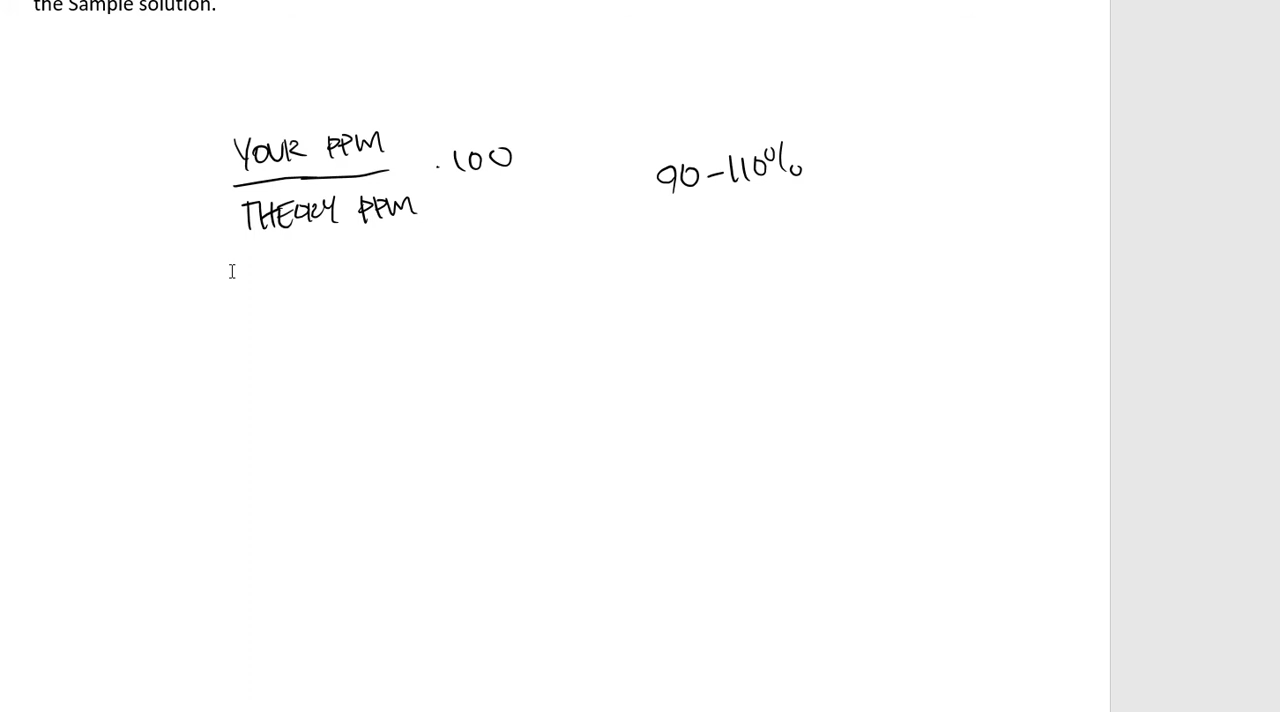 the Sample solution.
YOUR PPM
THEORY PPM
. 100
90-110%